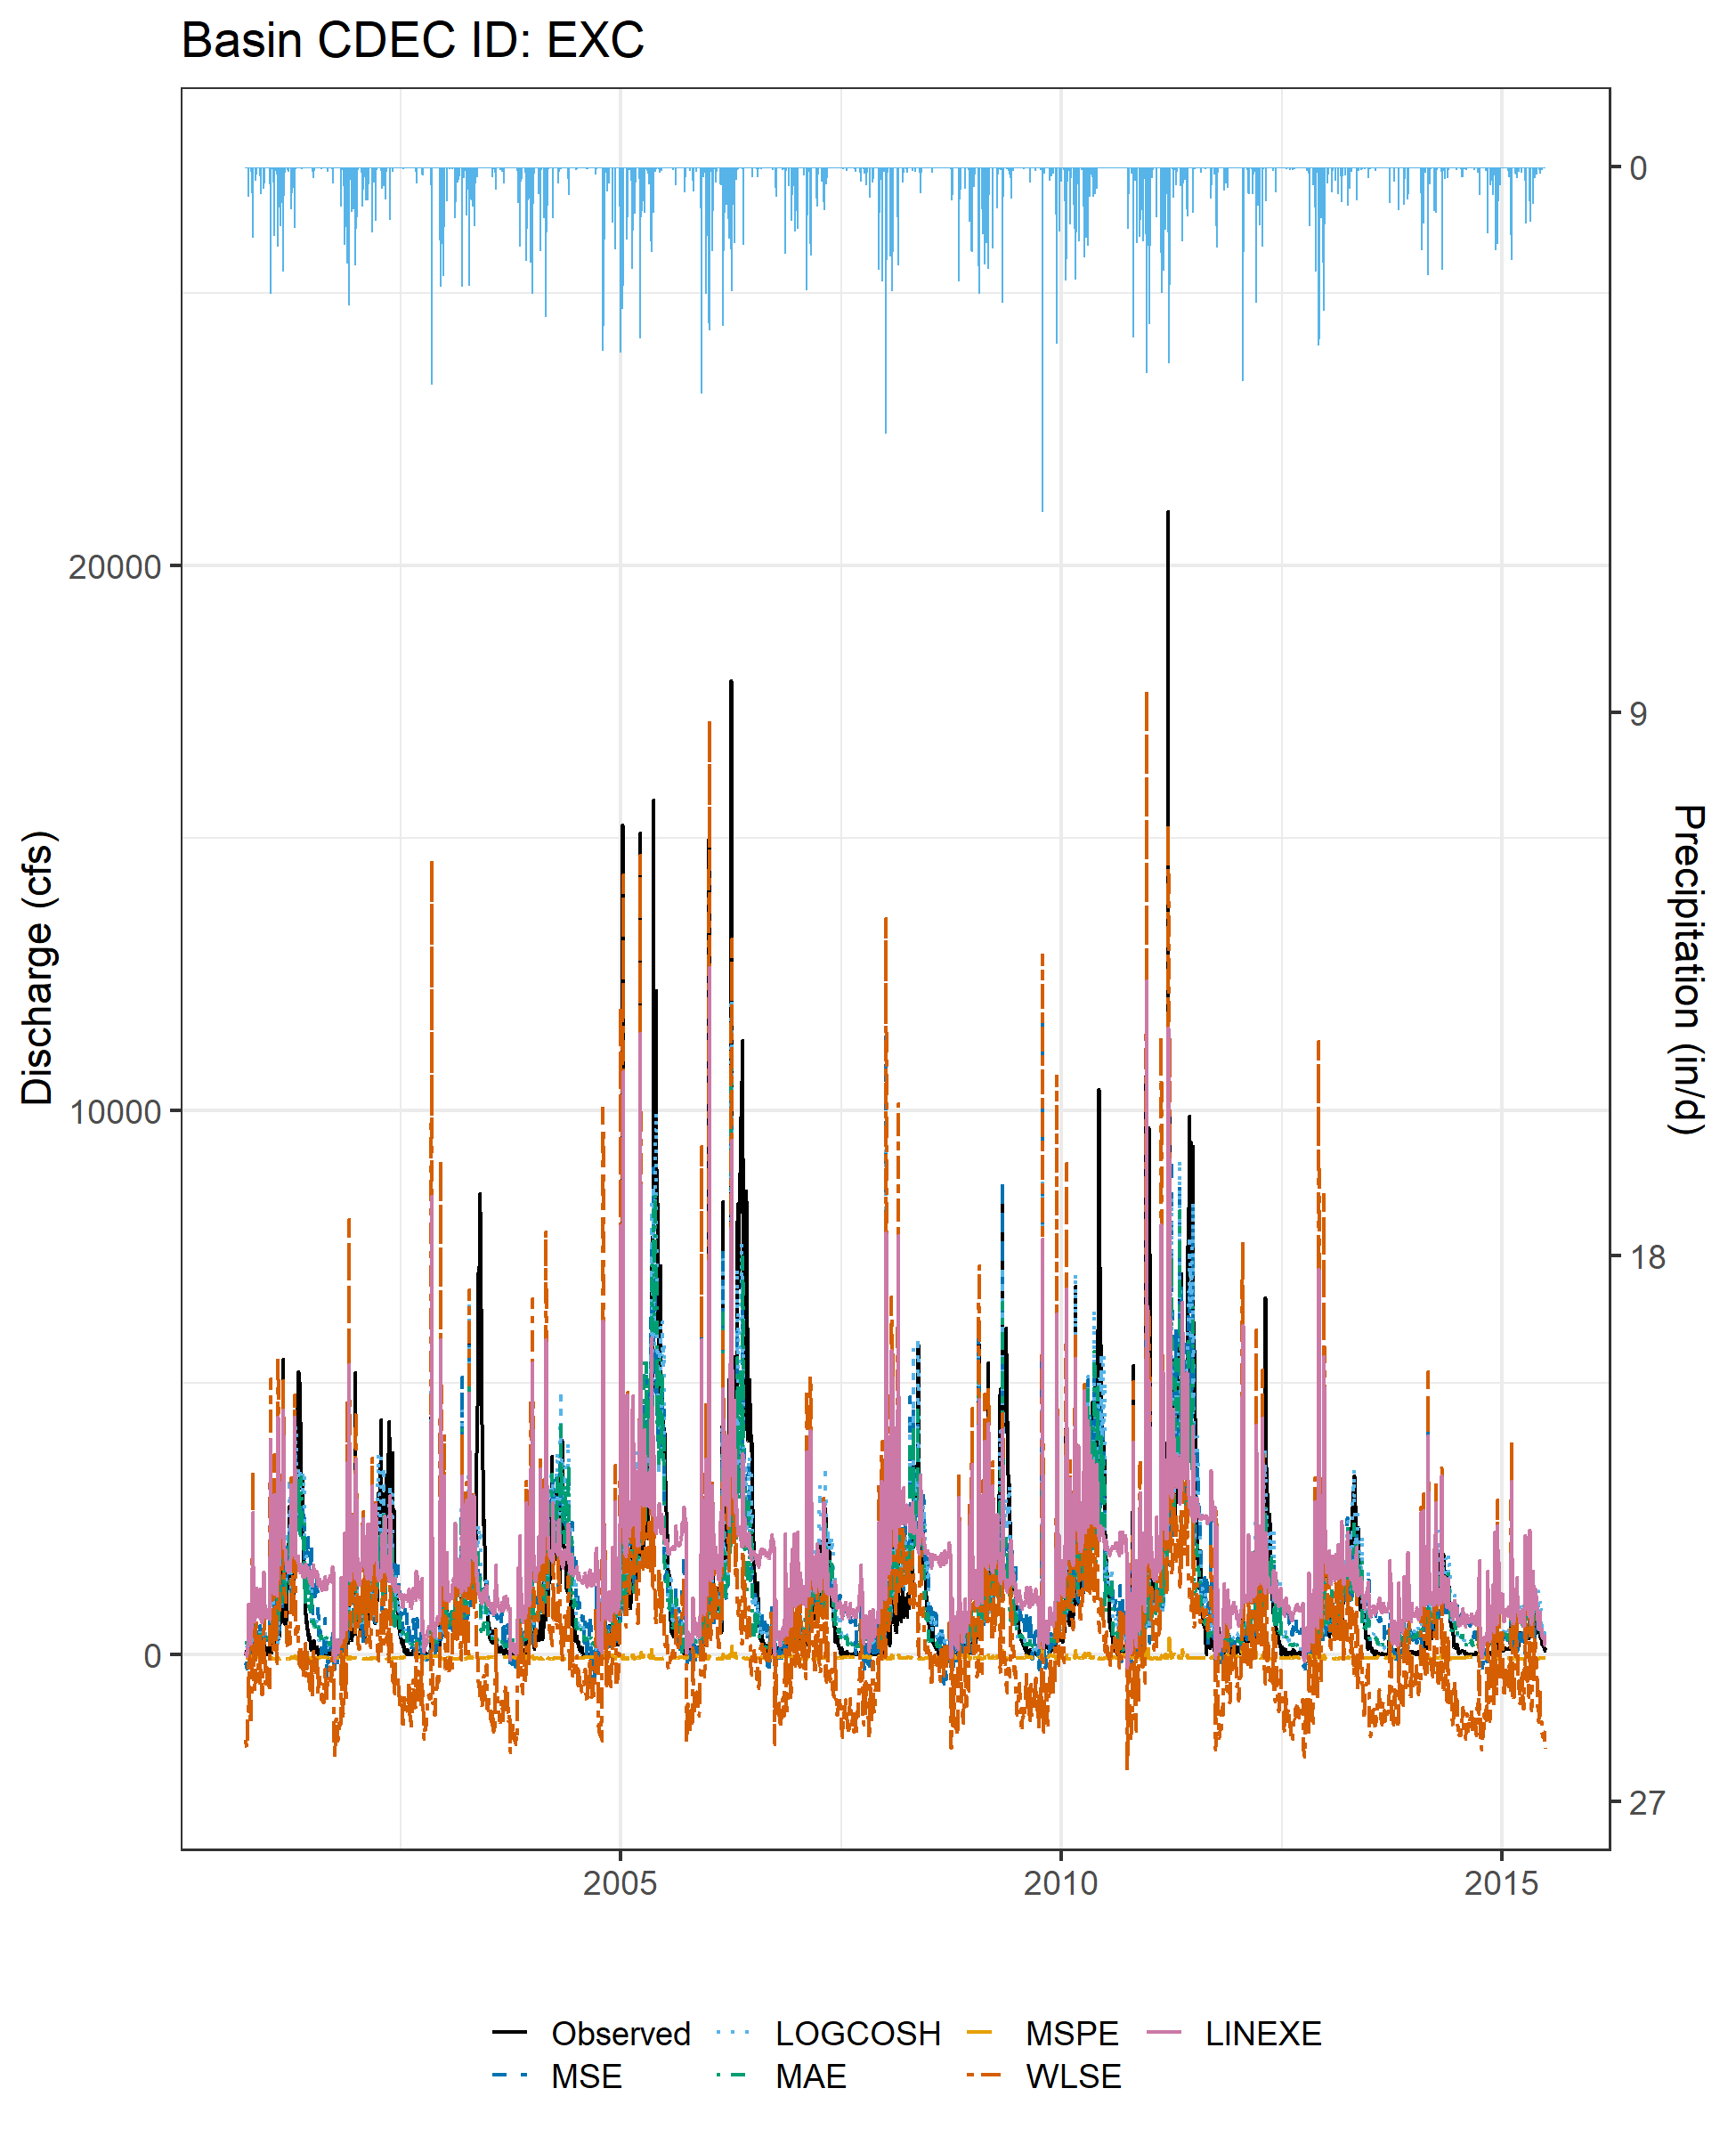 Basin CDEC ID: EXC
0
20000
9
Discharge (cfs)
Precipitation (in/d)
10000
18
0
27
2005 2010 2015
Observed LOGCOSH MSPE LINEXE
MSE MAE WLSE